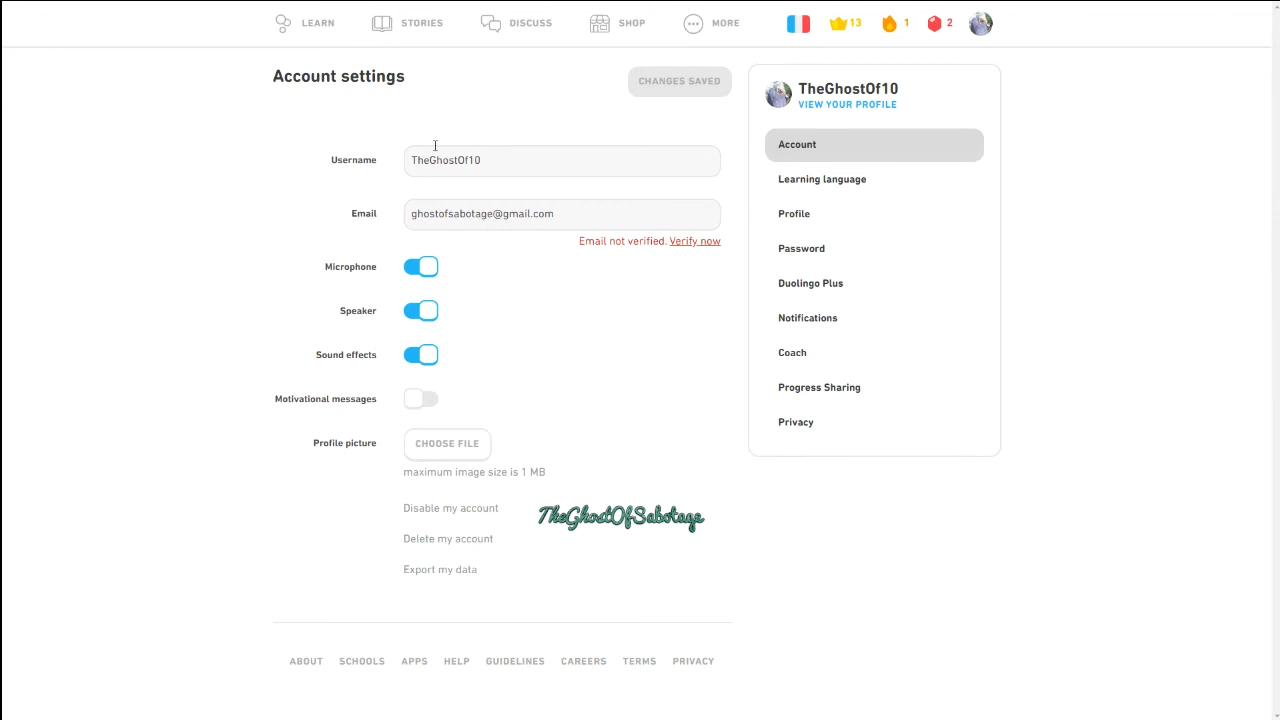 LEARN STORIES DISCUSS SHOP MORE 13 1 2
Account settings
CHANGES SAVED
Username TheGhostOf10
Email ghostofsabotage@gmail.com
Email not verified. Verify now
Microphone
Speaker
Sound effects
Motivational messages
Profile picture CHOOSE FILE
maximum image size is 1 MB
Disable my account
Delete my account
Export my data
TheGhostOfSabotage
TheGhostOf10
VIEW YOUR PROFILE
Account
Learning language
Profile
Password
Duolingo Plus
Notifications
Coach
Progress Sharing
Privacy
ABOUT SCHOOLS APPS HELP GUIDELINES CAREERS TERMS PRIVACY